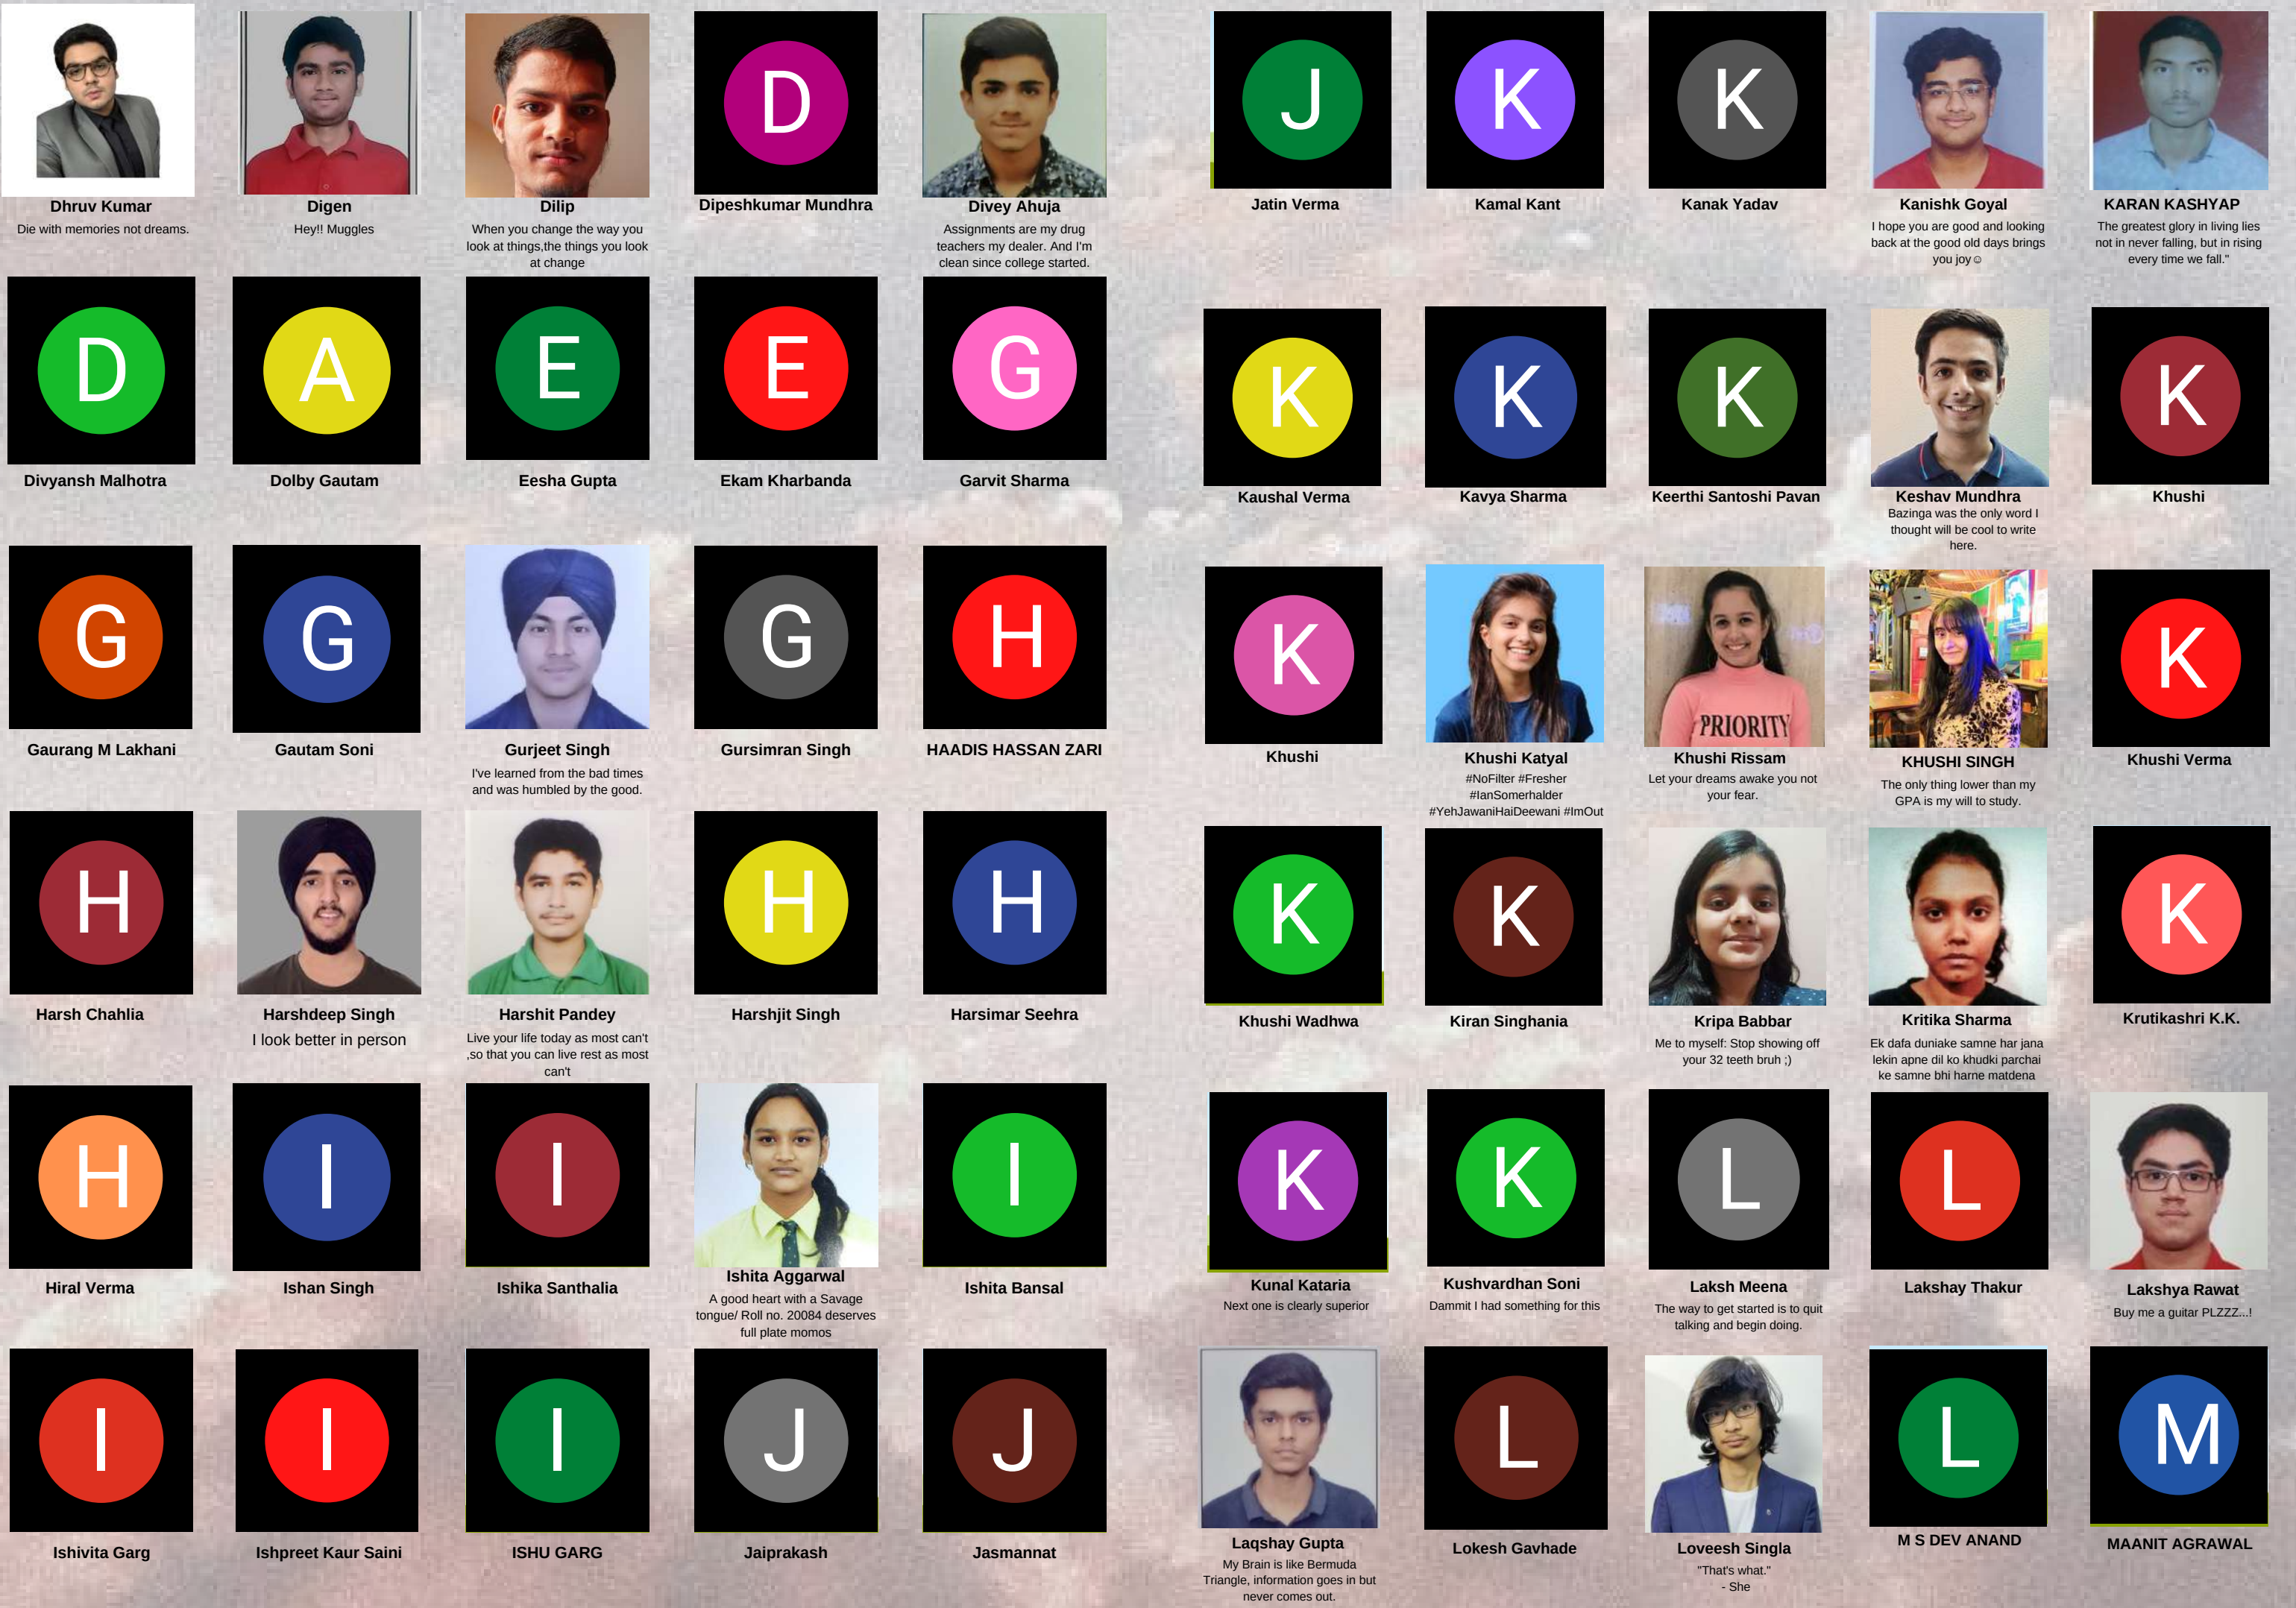 D
Dhruv Kumar
Die with memories not dreams.
Digen
Hey!! Muggles
Dilip
When you change the way you
look at things,the things you look
at change
Dipeshkumar Mundhra
Divey Ahuja
Assignments are my drug
teachers my dealer. And I'm
clean since college started.
D
A
E
E
G
Divyansh Malhotra
Dolby Gautam
Eesha Gupta
Ekam Kharbanda
Garvit Sharma
G
G
G
H
Gaurang M Lakhani
Gautam Soni
Gurjeet Singh
I've learned from the bad times
and was humbled by the good.
Gursimran Singh
HAADIS HASSAN ZARI
H
H
H
Harsh Chahlia
Harshdeep Singh
I look better in person
Harshit Pandey
Live your life today as most can't
,so that you can live rest as most
can't
Harshjit Singh
Harsimar Seehra
H
I
I
I
Hiral Verma
Ishan Singh
Ishika Santhalia
Ishita Aggarwal
A good heart with a Savage
tongue/ Roll no. 20084 deserves
full plate momos
Ishita Bansal
I
I
I
J
J
Ishivita Garg
Ishpreet Kaur Saini
ISHU GARG
Jaiprakash
Jasmannat
J
K
K
Jatin Verma
Kamal Kant
Kanak Yadav
Kanishk Goyal
I hope you are good and looking
back at the good old days brings
you joy☺
KARAN KASHYAP
The greatest glory in living lies
not in never falling, but in rising
every time we fall."
K
K
K
K
Kaushal Verma
Kavya Sharma
Keerthi Santoshi Pavan
Keshav Mundhra
Bazinga was the only word I
thought will be cool to write
here.
Khushi
K
PRIORITY
K
Khushi
Khushi Katyal
#NoFilter #Fresher
#IanSomerhalder
#YehJawaniHaiDeewani #ImOut
Khushi Rissam
Let your dreams awake you not
your fear.
KHUSHI SINGH
The only thing lower than my
GPA is my will to study.
Khushi Verma
K
K
K
Khushi Wadhwa
Kiran Singhania
Kripa Babbar
Me to myself: Stop showing off
your 32 teeth bruh ;)
Kritika Sharma
Ek dafa duniake samne har jana
lekin apne dil ko khudki parchai
ke samne bhi harne matdena
Krutikashri K.K.
K
K
L
L
Kunal Kataria
Next one is clearly superior
Kushvardhan Soni
Dammit I had something for this
Laksh Meena
The way to get started is to quit
talking and begin doing.
Lakshay Thakur
Lakshya Rawat
Buy me a guitar PLZZZ...!
L
L
M
Laqshay Gupta
My Brain is like Bermuda
Triangle, information goes in but
never comes out.
Lokesh Gavhade
Loveesh Singla
"That's what."
- She
M S DEV ANAND
MAANIT AGRAWAL